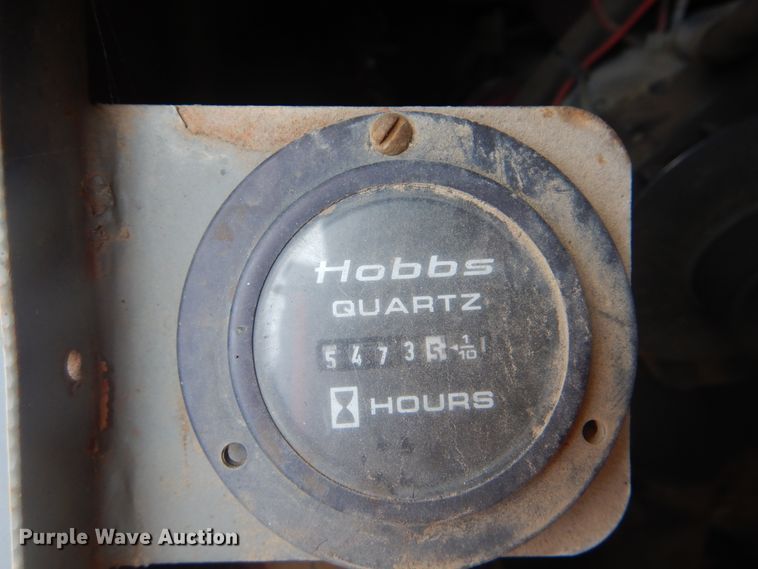 Hobbs
QUARTZ
5473 1/10
HOURS
Purple Wave Auction